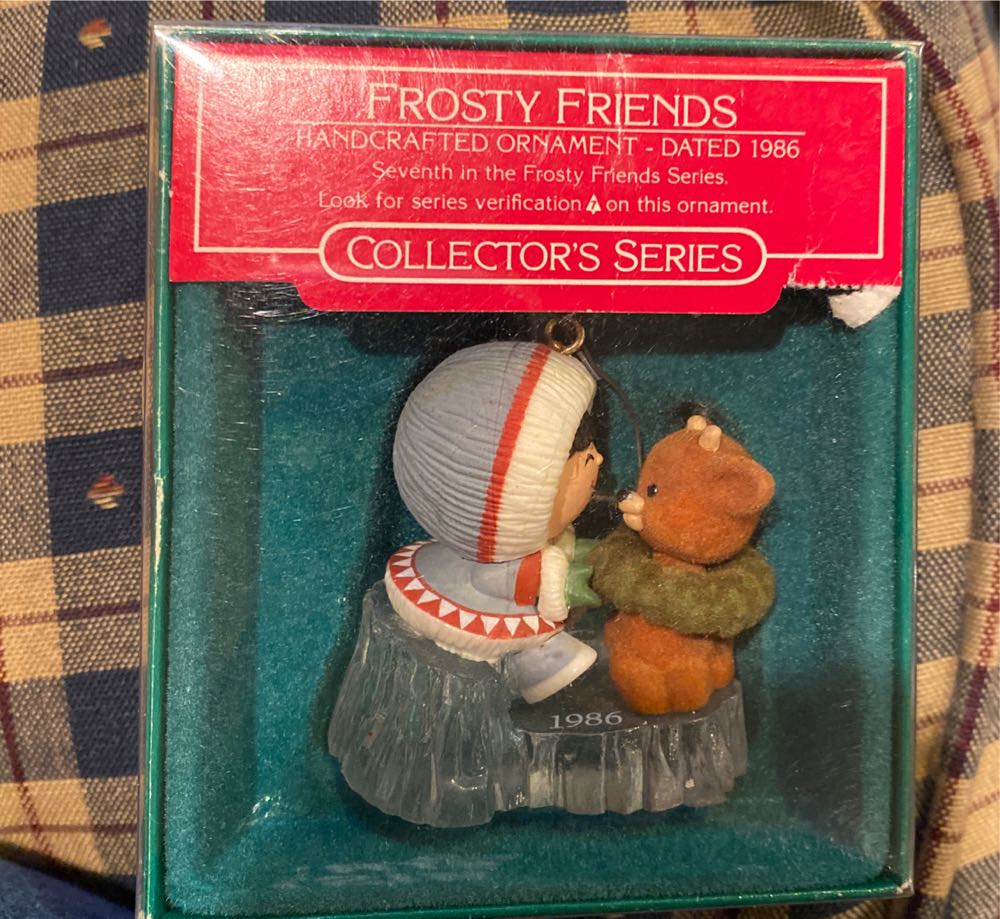 FROSTY FRIENDS
HANDCRAFTED ORNAMENT - DATED 1986
Seventh in the Frosty Friends Series.
Look for series verification 7 on this ornament.
COLLECTOR'S SERIES
1986